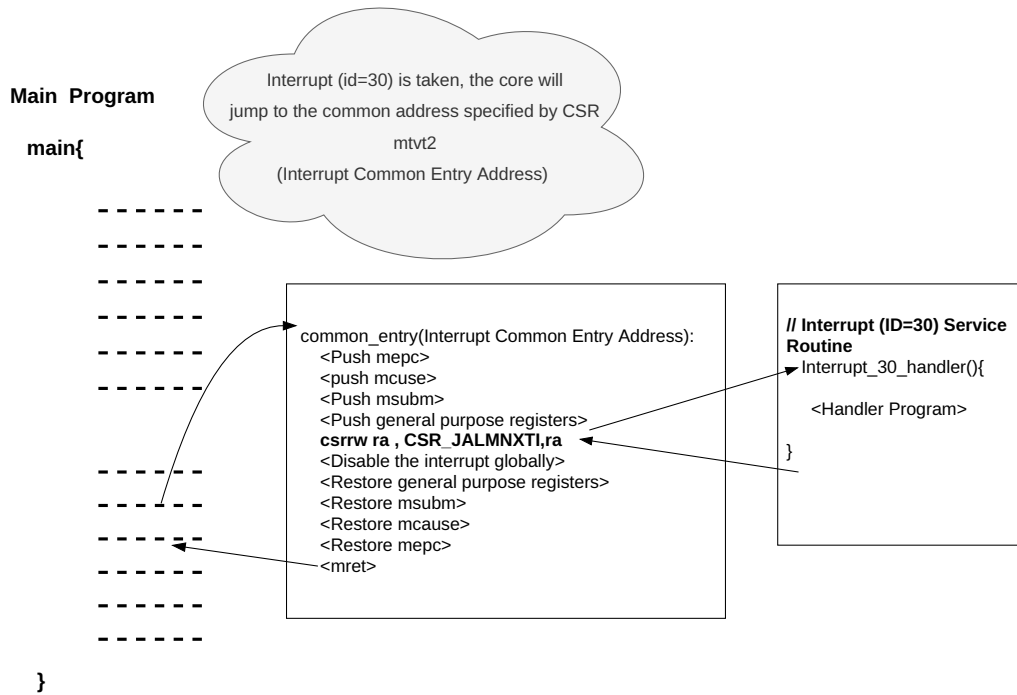 Main Program
main{
Interrupt (id=30) is taken, the core will
jump to the common address specified by CSR
mtvt2
(Interrupt Common Entry Address)
- - - - - -
- - - - - -
- - - - - -
- - - - - -
- - - - - -
- - - - - -
- - - - - -
- - - - - -
- - - - - -
- - - - - -
- - - - - -
- - - - - -
}
common_entry(Interrupt Common Entry Address):
<Push mepc>
<push mcuse>
<Push msubm>
<Push general purpose registers>
csrrw ra , CSR_JALMNXTI,ra
<Disable the interrupt globally>
<Restore general purpose registers>
<Restore msubm>
<Restore mcause>
<Restore mepc>
<mret>
// Interrupt (ID=30) Service
Routine
Interrupt_30_handler(){
<Handler Program>
}